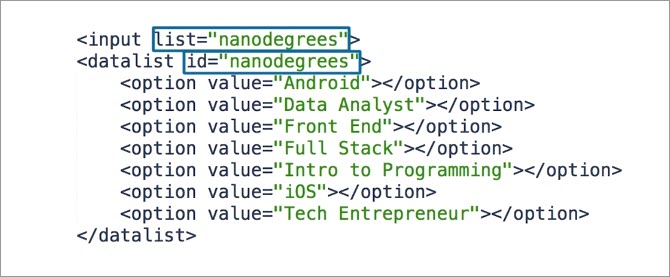 <input list="nanodegrees">
<datalist id="nanodegrees">
<option value="Android"></option>
<option value="Data Analyst"></option>
<option value="Front End"></option>
<option value="Full Stack"></option>
<option value="Intro to Programming"></option>
<option value="iOS"></option>
<option value="Tech Entrepreneur"></option>
</datalist>